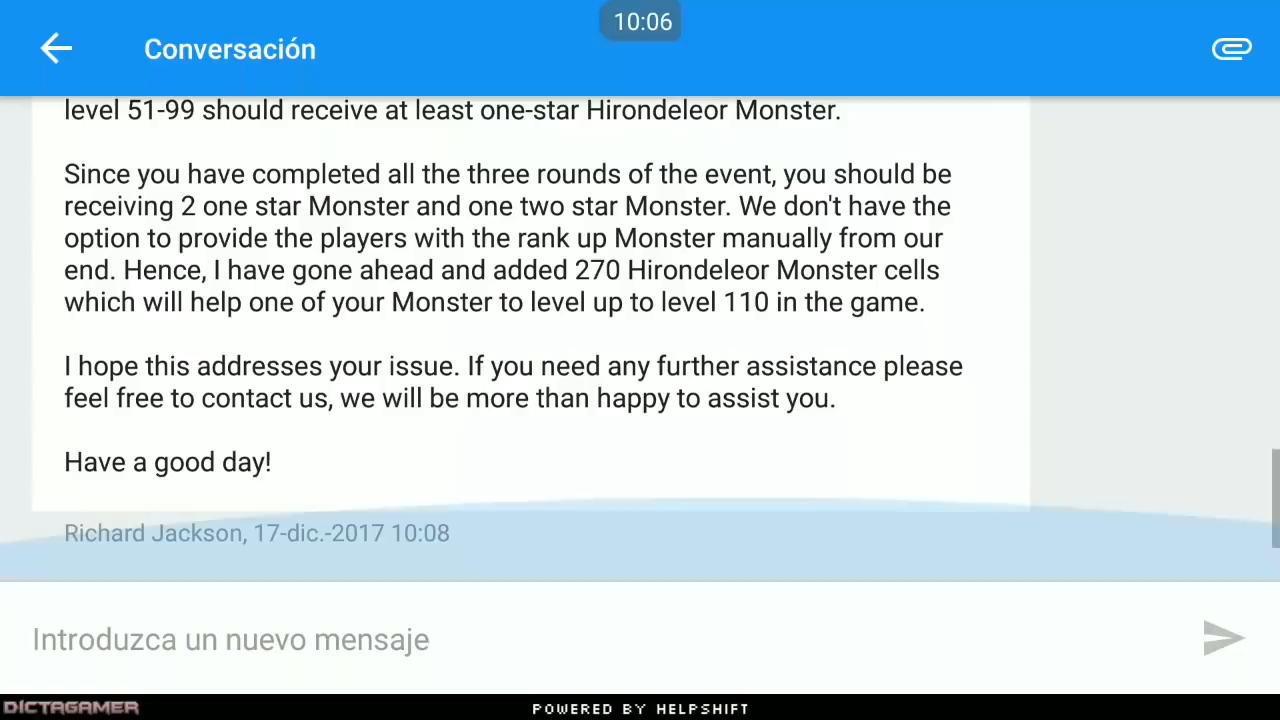 10:06
Conversación
level 51-99 should receive at least one-star Hirondeleor Monster.
Since you have completed all the three rounds of the event, you should be
receiving 2 one star Monster and one two star Monster. We don't have the
option to provide the players with the rank up Monster manually from our
end. Hence, I have gone ahead and added 270 Hirondeleor Monster cells
which will help one of your Monster to level up to level 110 in the game.
I hope this addresses your issue. If you need any further assistance please
feel free to contact us, we will be more than happy to assist you.
Have a good day!
Richard Jackson, 17-dic.-2017 10:08
Introduzca un nuevo mensaje
DICTAGAMER
POWERED BY HELPSHIFT